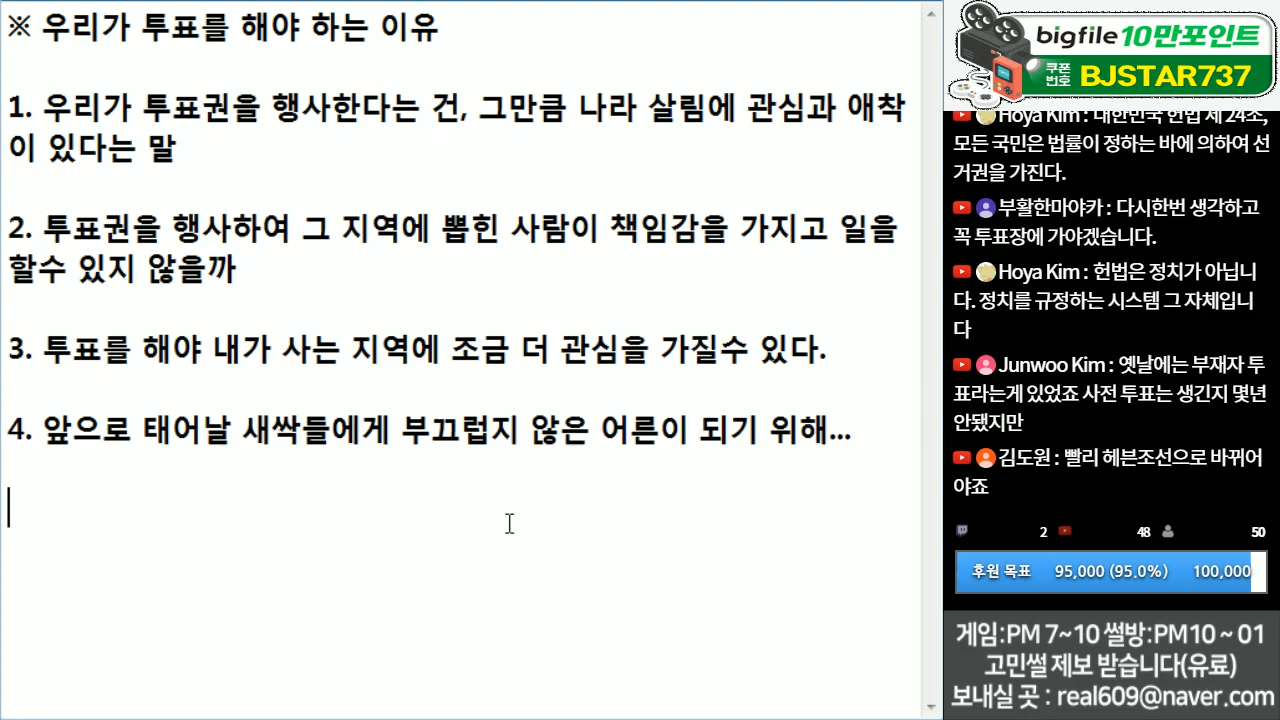 ※ 우리가 투표를 해야 하는 이유
1. 우리가 투표권을 행사한다는 건, 그만큼 나라 살림에 관심과 애착
이 있다는 말
2. 투표권을 행사하여 그 지역에 뽑힌 사람이 책임감을 가지고 일을
할수 있지 않을까
3. 투표를 해야 내가 사는 지역에 조금 더 관심을 가질수 있다.
4. 앞으로 태어날 새싹들에게 부끄럽지 않은 어른이 되기 위해...
bigfile 10만포인트
쿠폰
번호 BJSTAR737
Hoya Kim : 대한민국 헌법 제 24조,
모든 국민은 법률이 정하는 바에 의하여 선
거권을 가진다.
부활한마야카 : 다시한번 생각하고
꼭 투표장에 가야겠습니다.
Hoya Kim : 헌법은 정치가 아닙니
다. 정치를 규정하는 시스템 그 자체입니
다
Junwoo Kim : 옛날에는 부재자 투
표라는게 있었죠 사전 투표는 생긴지 몇년
안됐지만
김도원 : 빨리 헤븐조선으로 바뀌어
야죠
2 48 50
후원 목표 95,000 (95.0%) 100,000
게임:PM 7~10 썰방:PM10 ~ 01
고민썰 제보 받습니다(유료)
보내실 곳 : real609@naver.com